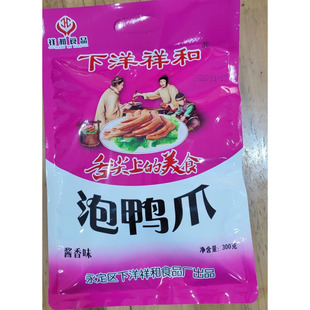 祥和食品
下洋祥和
舌尖上的美食
泡鸭爪
酱香味
净含量：300克
永定区下洋祥和食品厂出品